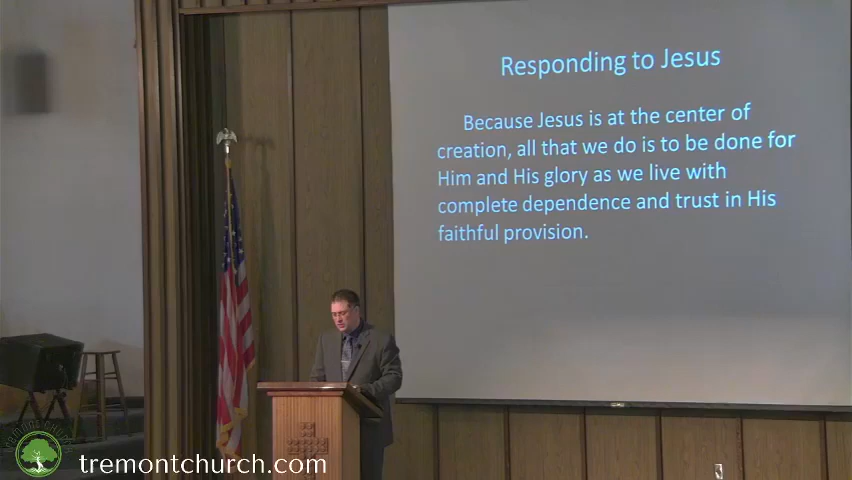 Responding to Jesus
Because Jesus is at the center of
creation, all that we do is to be done for
Him and His glory as we live with
complete dependence and trust in His
faithful provision.
TREMONT CHURCH
tremontchurch.com